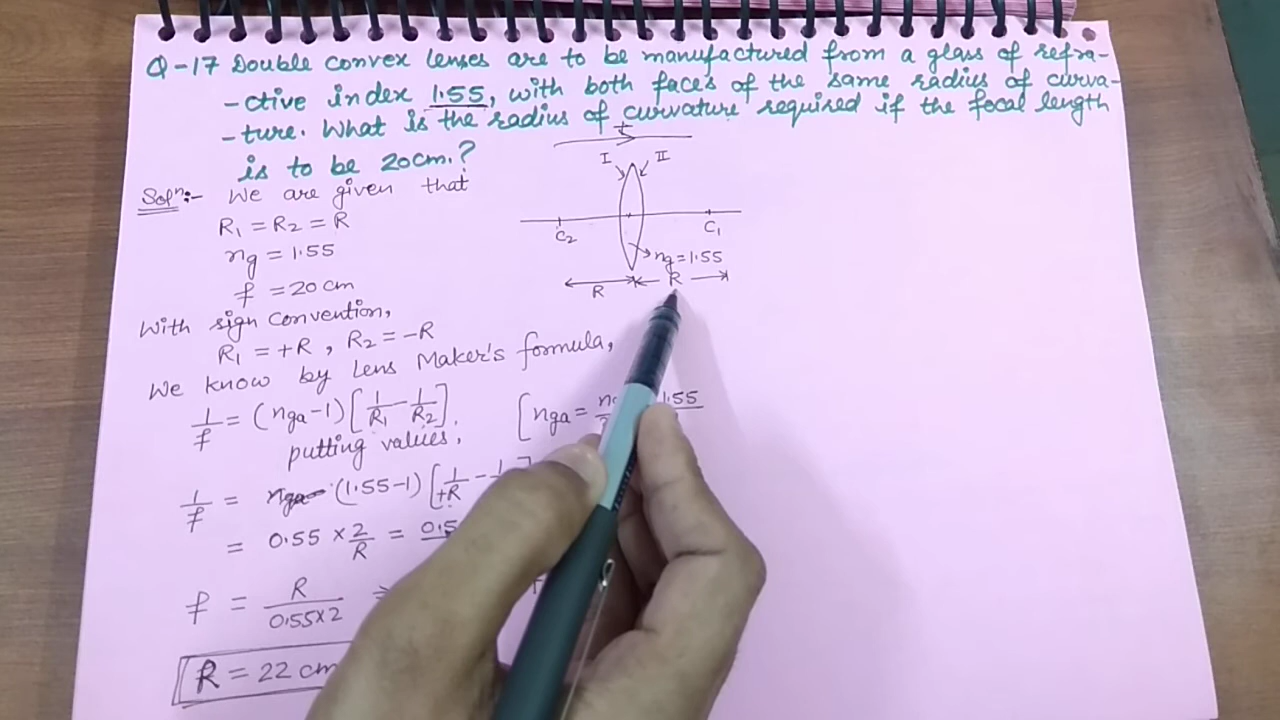 Q-17 Double convex lenses are to be manufactured from a glass of refra-
-ctive index 1.55, with both faces of the same radius of curva-
-ture. What is the radius of curvature required if the focal length
is to be 20cm.?
Solⁿ:- We are given that
R₁ = R₂ = R
ng = 1.55
f = 20 cm
With sign convention,
R₁ = +R , R₂ = -R
We know by Lens Maker's formula,
1/f = (nga-1) [1/R₁ - 1/R₂] . [nga = 1.55
putting values,
1/f = (1.55-1) [1/+R -
= 0.55 × 2/R =
f = R/0.55×2 ⇒
R = 22 cm
I II
C₂ C₁
ng = 1.55
R R